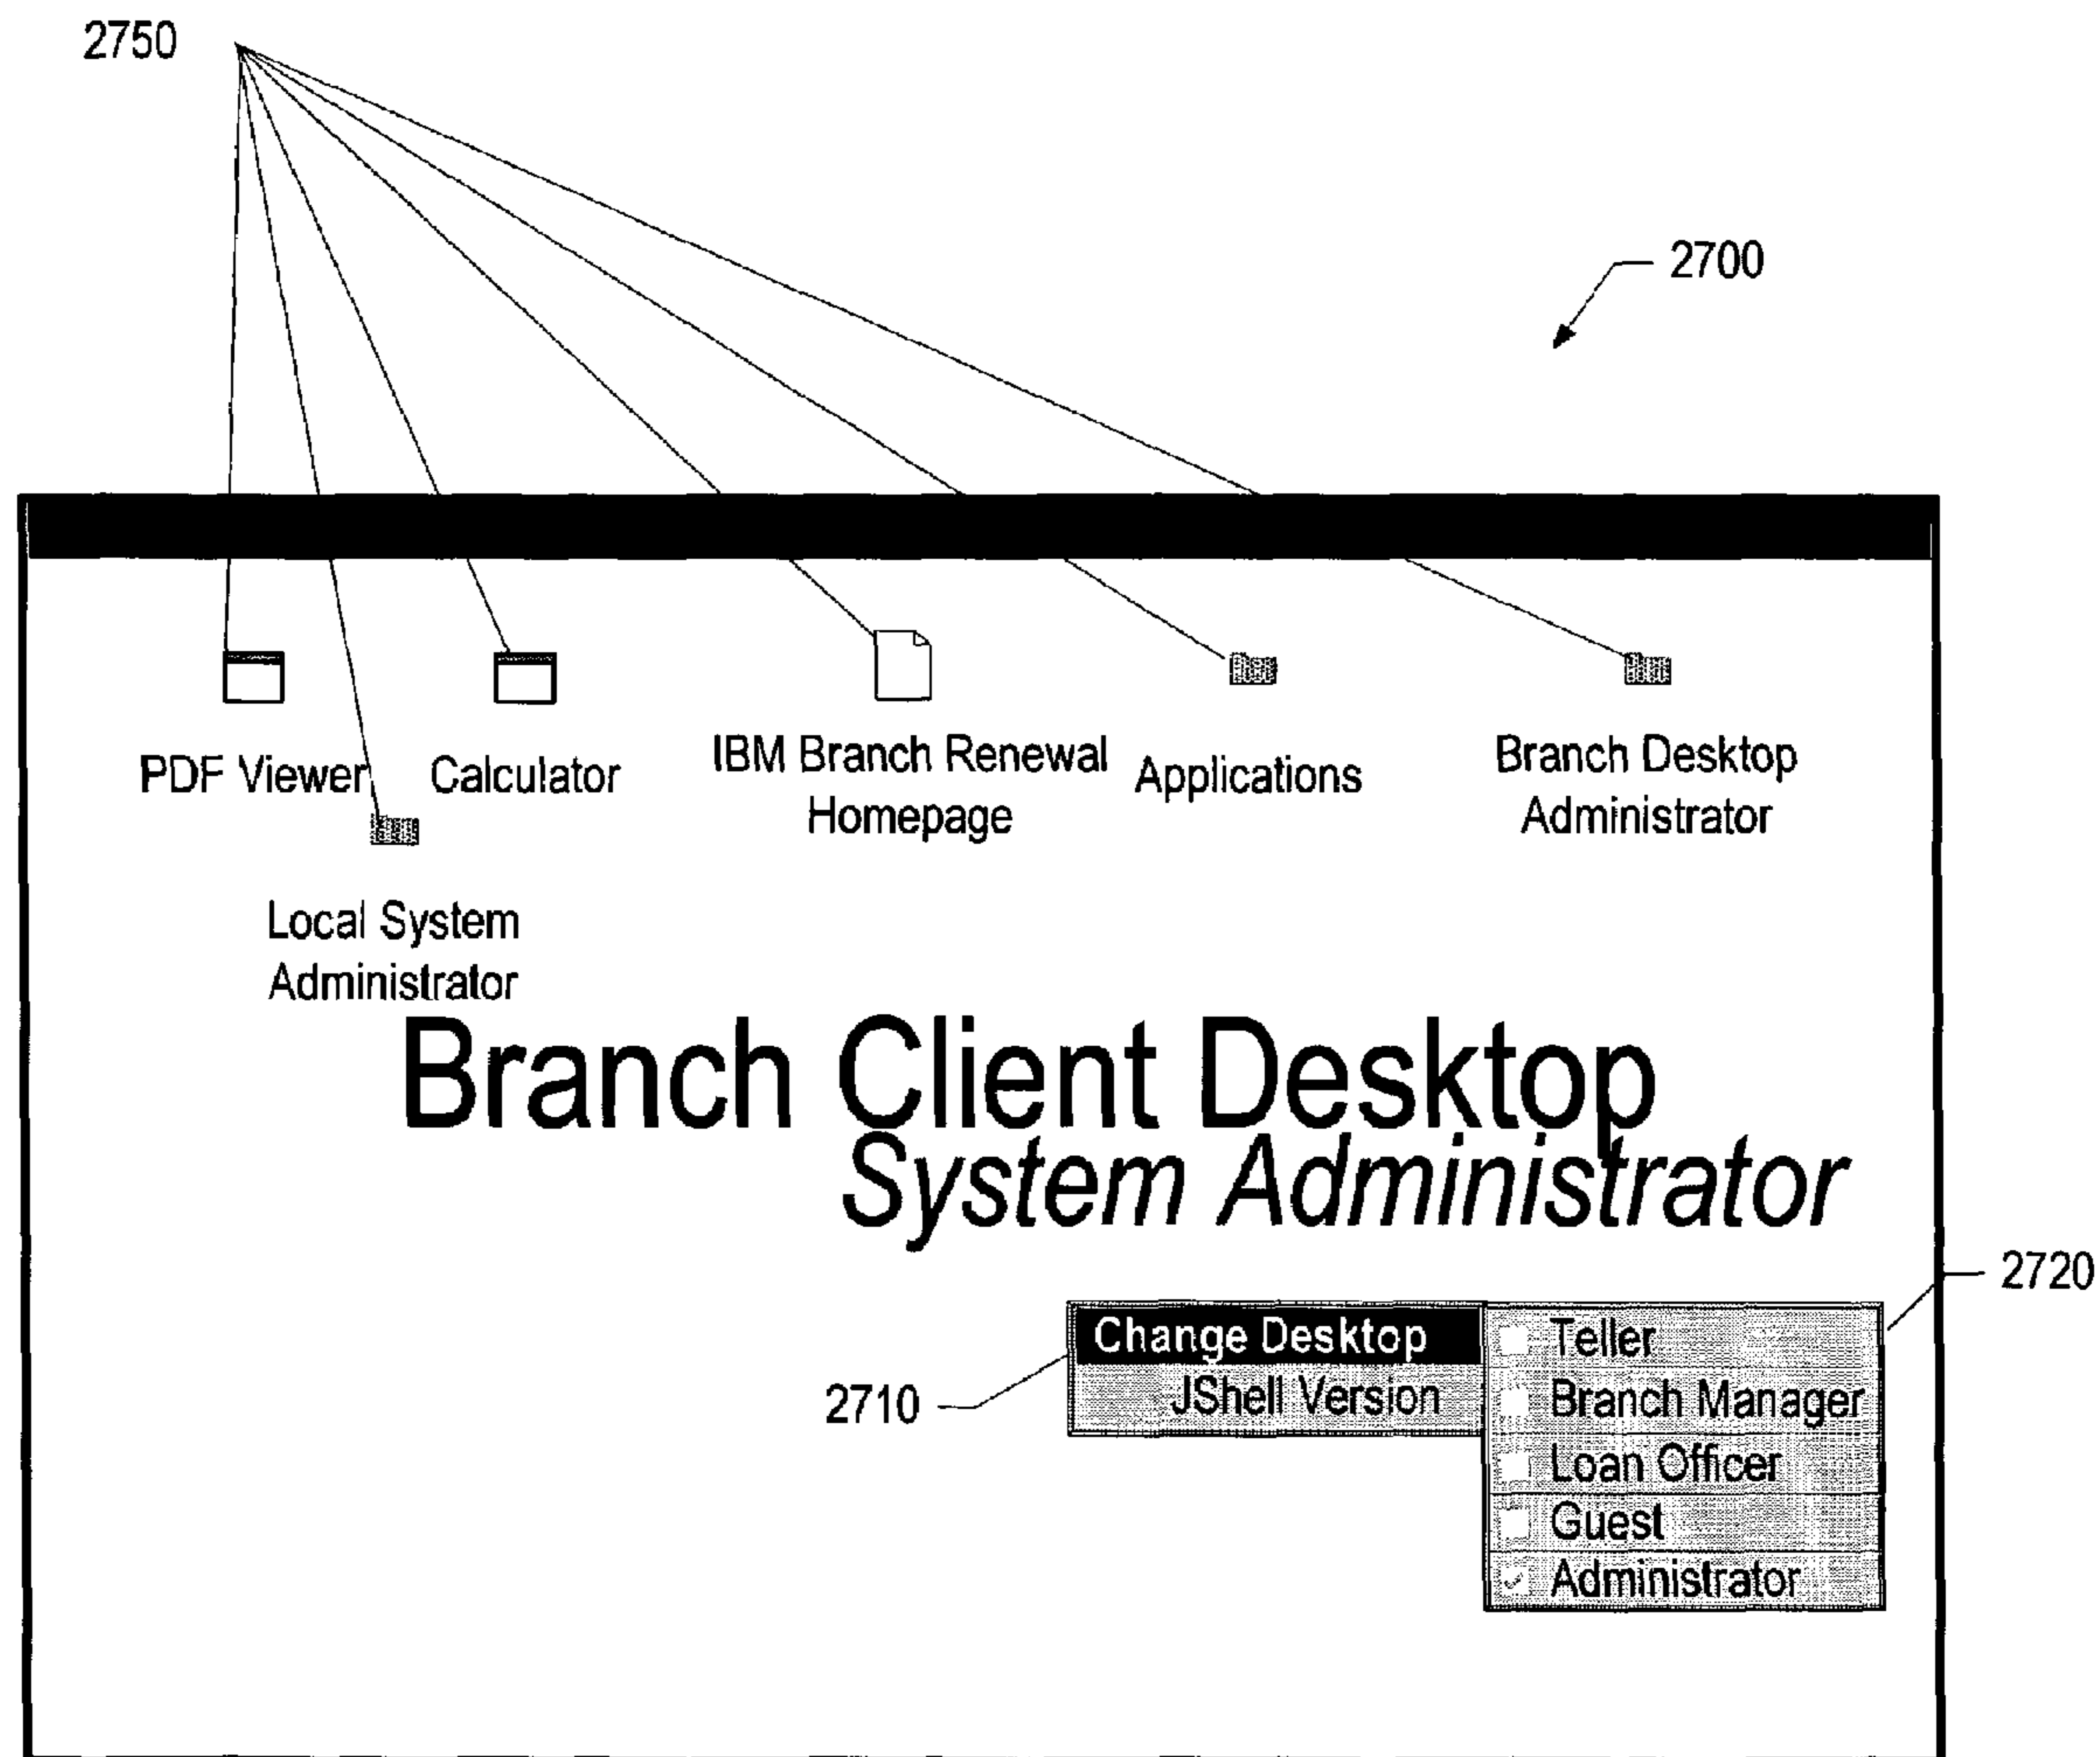 2750
2700
PDF Viewer
Calculator
IBM Branch Renewal
Homepage
Applications
Branch Desktop
Administrator
Local System
Administrator
Branch Client Desktop
System Administrator
2720
Change Desktop
JShell Version
2710
Teller
Branch Manager
Loan Officer
Guest
Administrator